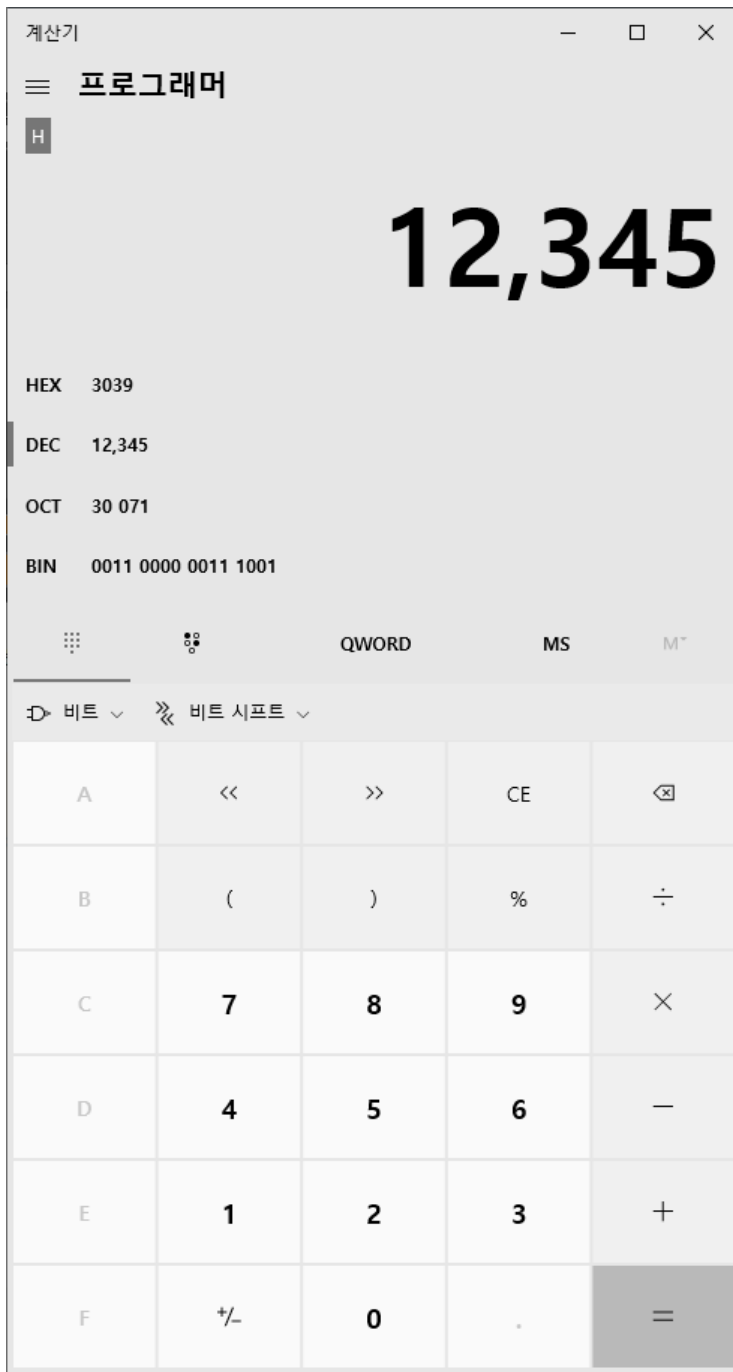 계산기
프로그래머
H
12,345
HEX 3039
DEC 12,345
OCT 30 071
BIN 0011 0000 0011 1001
QWORD MS M˅
비트 비트 시프트
A << >> CE
B ( ) % ÷
C 7 8 9 ×
D 4 5 6 −
E 1 2 3 +
F +/− 0 . =